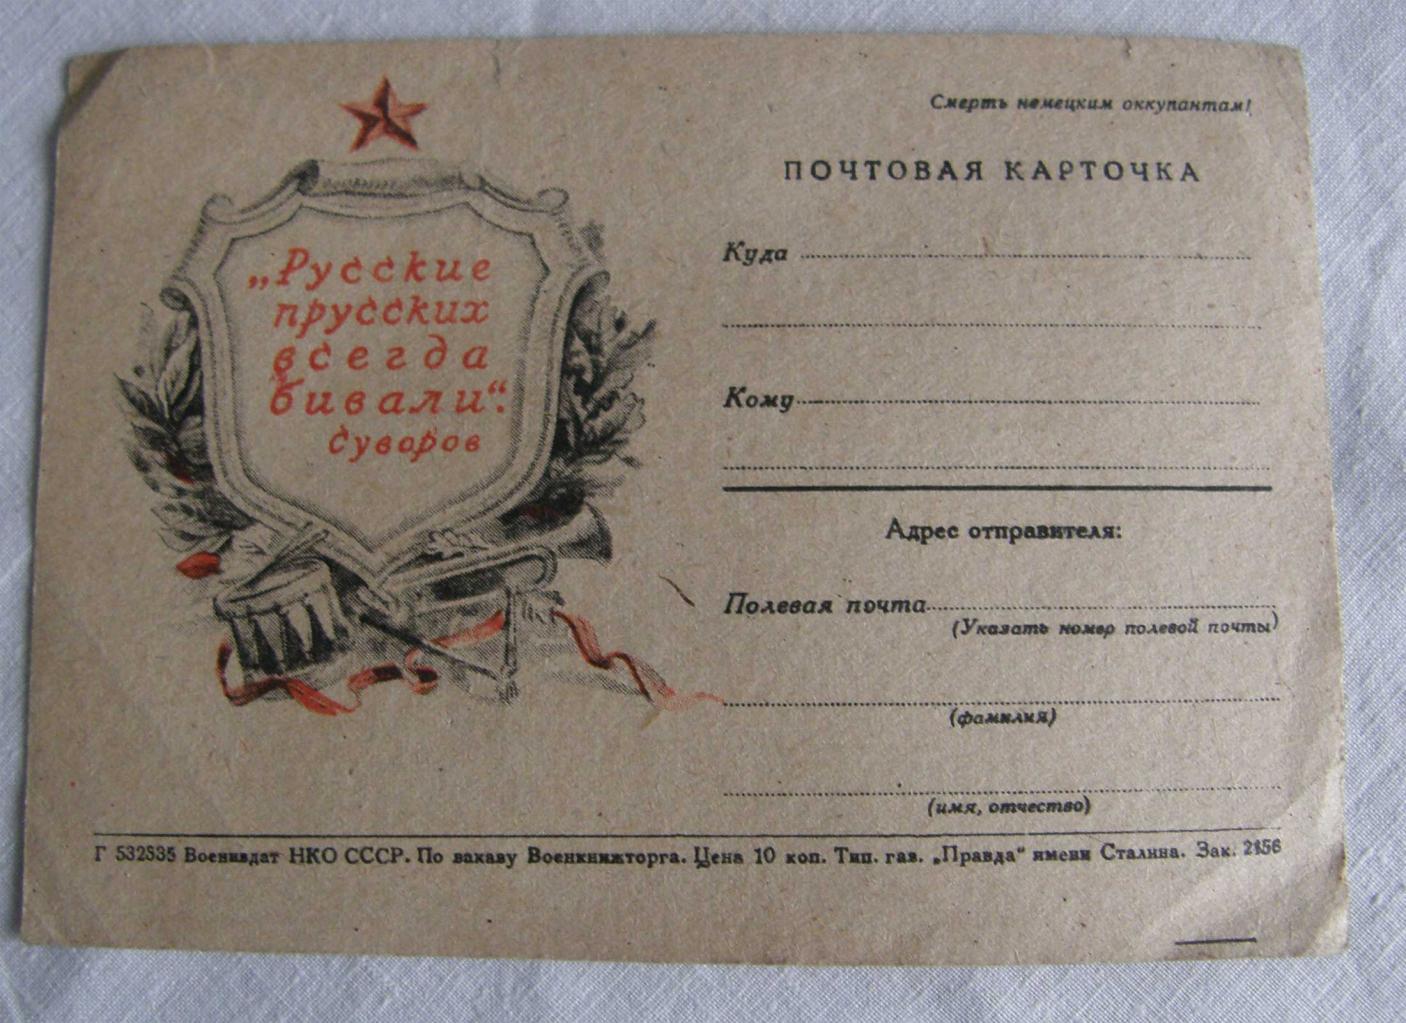 „Русские
прусских
всегда
бивали“.
Суворов
Смерть немецким оккупантам!
ПОЧТОВАЯ КАРТОЧКА
Куда
Кому
Адрес отправителя:
Полевая почта
(Указать номер полевой почты)
(фамилия)
(имя, отчество)
Г 532535 Воениздат НКО СССР. По заказу Военкнижторга. Цена 10 коп. Тип. газ. „Правда“ имени Сталина. Зак. 2156